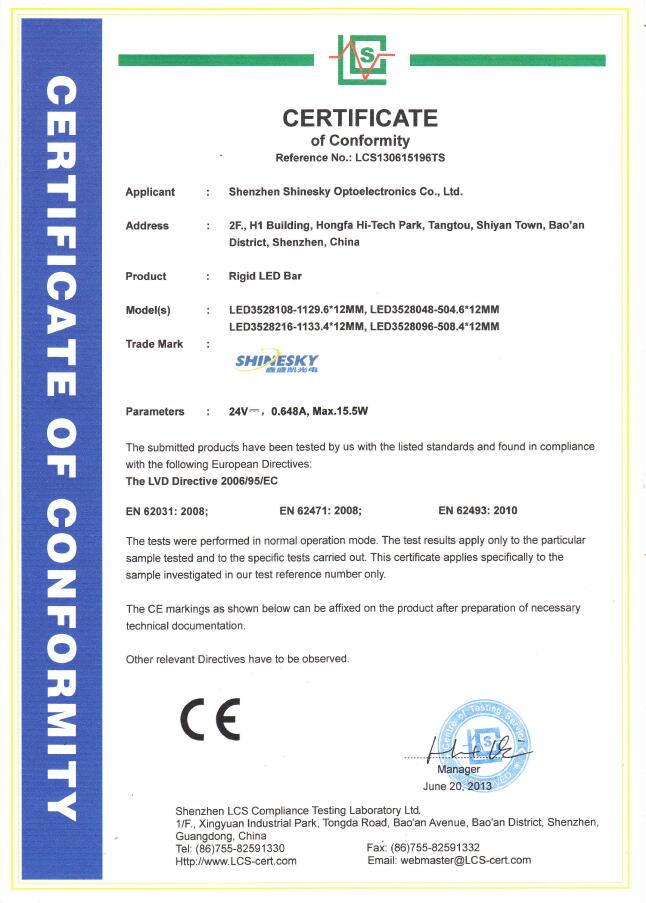 CERTIFICATE OF CONFORMITY
LCS
CERTIFICATE
of Conformity
Reference No.: LCS130615196TS
Applicant : Shenzhen Shinesky Optoelectronics Co., Ltd.
Address : 2F., H1 Building, Hongfa Hi-Tech Park, Tangtou, Shiyan Town, Bao'an
District, Shenzhen, China
Product : Rigid LED Bar
Model(s) : LED3528108-1129.6*12MM, LED3528048-504.6*12MM
LED3528216-1133.4*12MM, LED3528096-508.4*12MM
Trade Mark :
SHINESKY
鑫盛凯光电
Parameters : 24V⎓, 0.648A, Max.15.5W
The submitted products have been tested by us with the listed standards and found in compliance
with the following European Directives:
The LVD Directive 2006/95/EC
EN 62031: 2008; EN 62471: 2008; EN 62493: 2010
The tests were performed in normal operation mode. The test results apply only to the particular
sample tested and to the specific tests carried out. This certificate applies specifically to the
sample investigated in our test reference number only.
The CE markings as shown below can be affixed on the product after preparation of necessary
technical documentation.
Other relevant Directives have to be observed.
CE
Centre of Testing Service
LCS
APPROVED
Manager
June 20, 2013
Shenzhen LCS Compliance Testing Laboratory Ltd.
1/F., Xingyuan Industrial Park, Tongda Road, Bao'an Avenue, Bao'an District, Shenzhen,
Guangdong, China
Tel: (86)755-82591330 Fax: (86)755-82591332
Http://www.LCS-cert.com Email: webmaster@LCS-cert.com